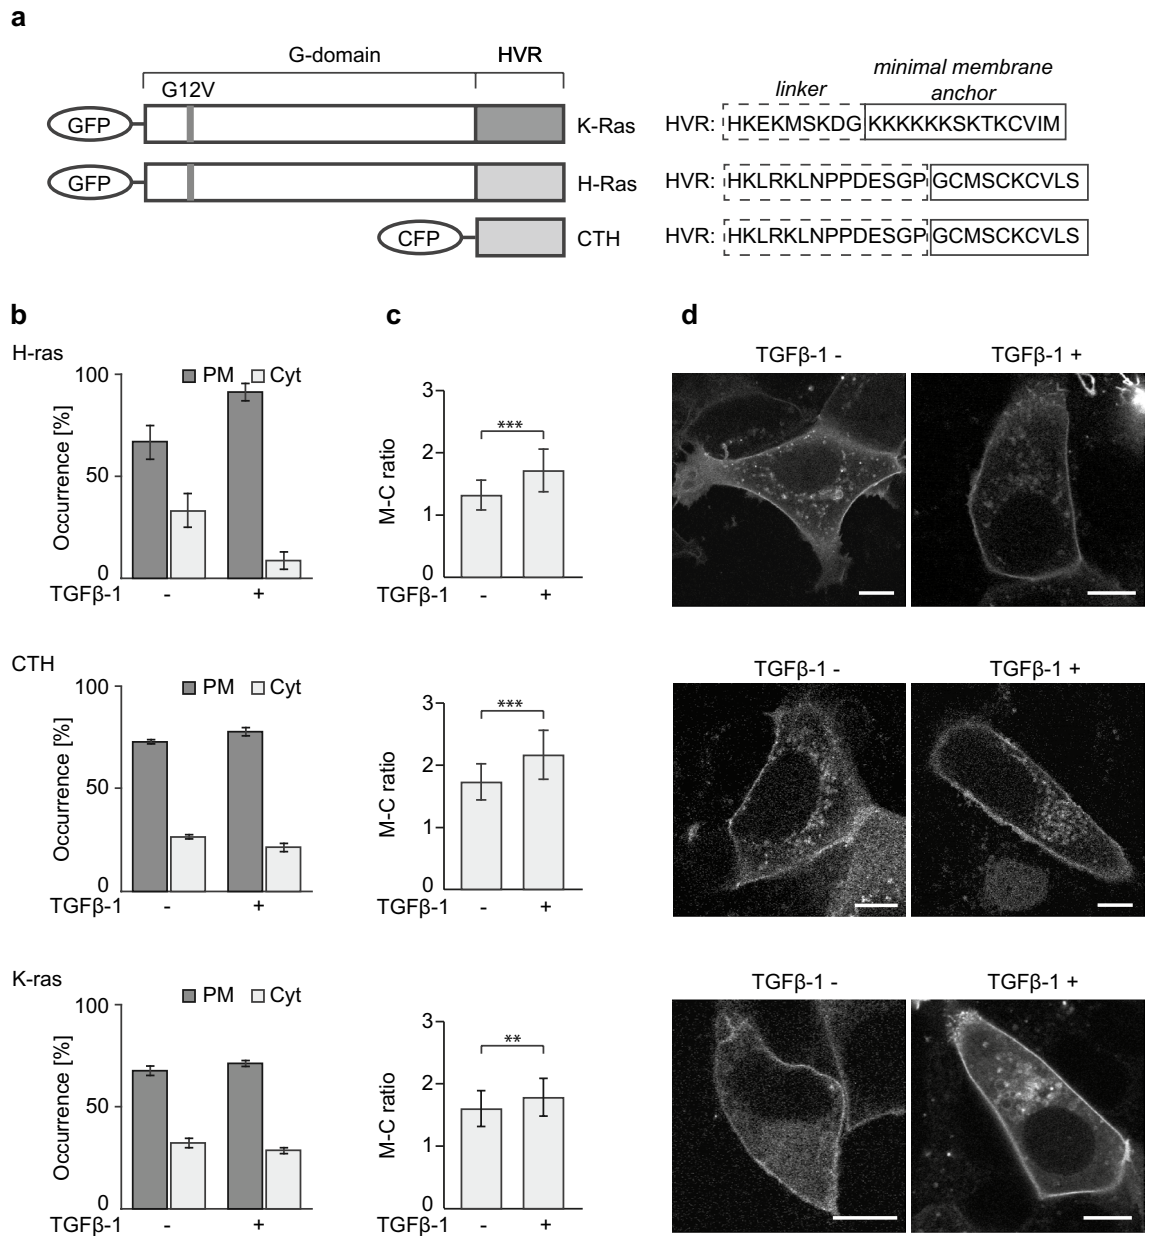 a
G-domain
HVR
G12V
GFP
K-Ras
linker
minimal membrane
anchor
HVR: HKEKMSKDG KKKKKKSKTKCVIM
GFP
H-Ras
HVR: HKLRKLNPPDESGP GCMSCKCVLS
CFP
CTH
HVR: HKLRKLNPPDESGP GCMSCKCVLS
b
c
d
H-ras
PM
Cyt
Occurrence [%]
100
50
0
TGFβ-1
-
+
M-C ratio
3
2
1
0
***
TGFβ-1
-
+
TGFβ-1 -
TGFβ-1 +
CTH
PM
Cyt
Occurrence [%]
100
50
0
TGFβ-1
-
+
M-C ratio
3
2
1
0
***
TGFβ-1
-
+
TGFβ-1 -
TGFβ-1 +
K-ras
PM
Cyt
Occurrence [%]
100
50
0
TGFβ-1
-
+
M-C ratio
3
2
1
0
**
TGFβ-1
-
+
TGFβ-1 -
TGFβ-1 +